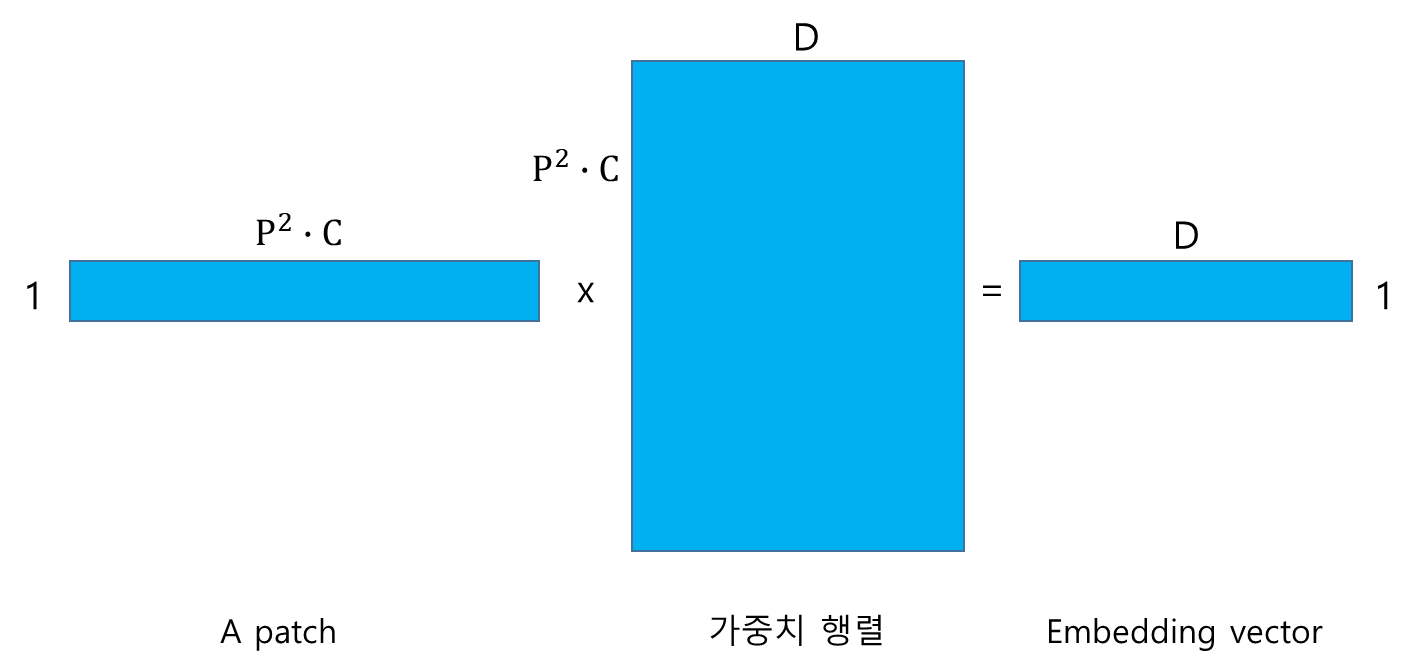 D
P² · C
P² · C
D
1
x
=
1
A patch
가중치 행렬
Embedding vector